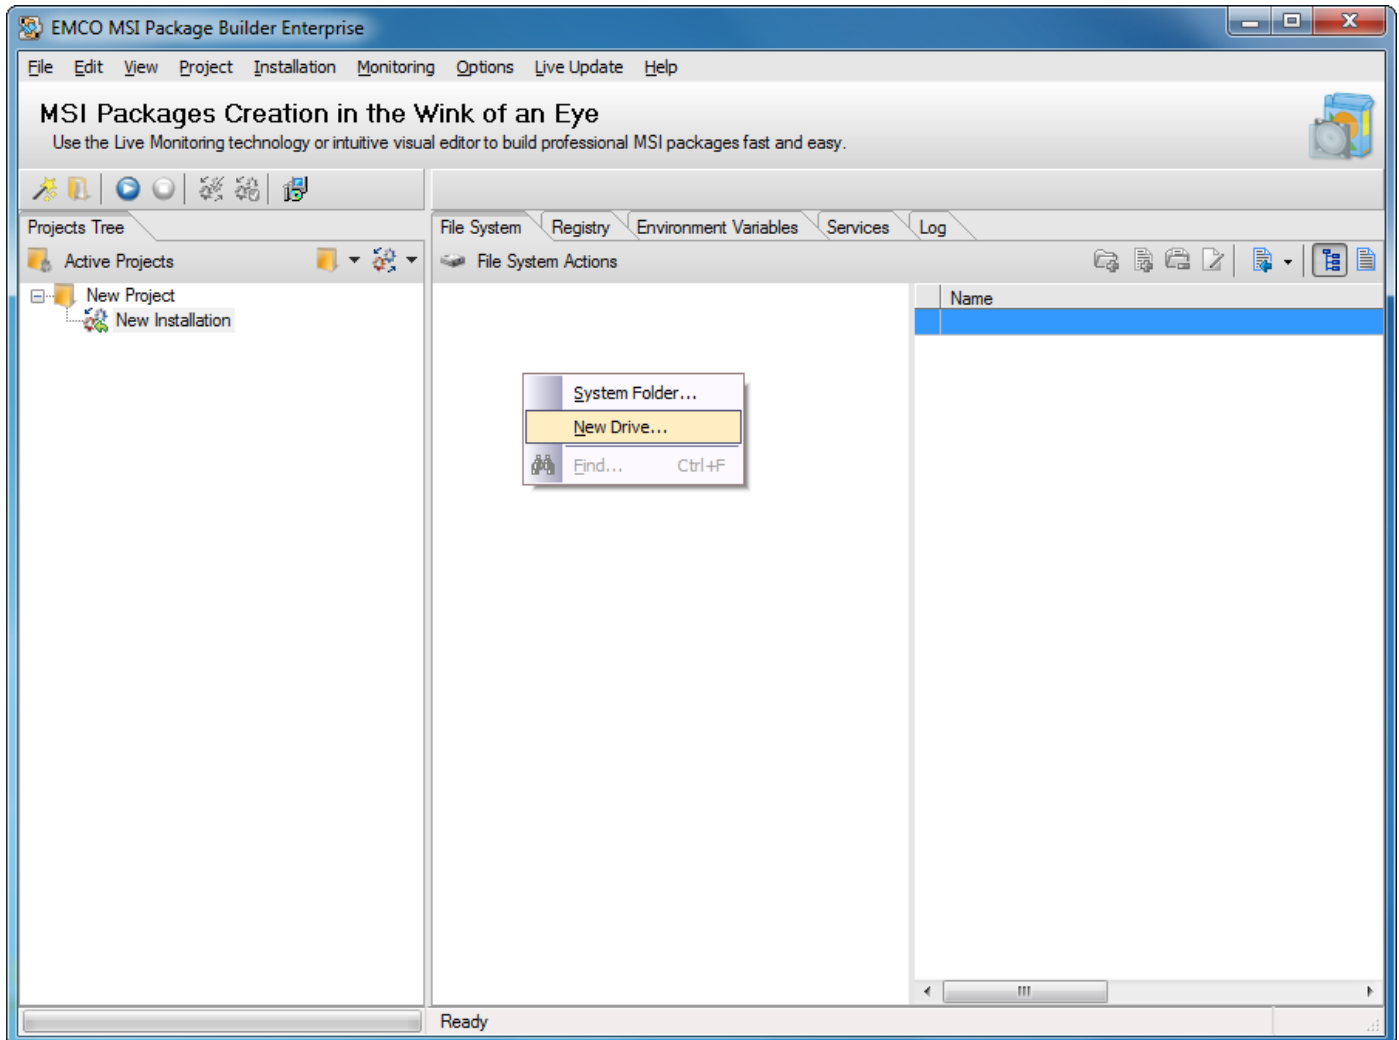 EMCO MSI Package Builder Enterprise
File Edit View Project Installation Monitoring Options Live Update Help
MSI Packages Creation in the Wink of an Eye
Use the Live Monitoring technology or intuitive visual editor to build professional MSI packages fast and easy.
Projects Tree
File System Registry Environment Variables Services Log
Active Projects
File System Actions
New Project
Name
New Installation
System Folder...
New Drive...
Find... Ctrl+F
Ready